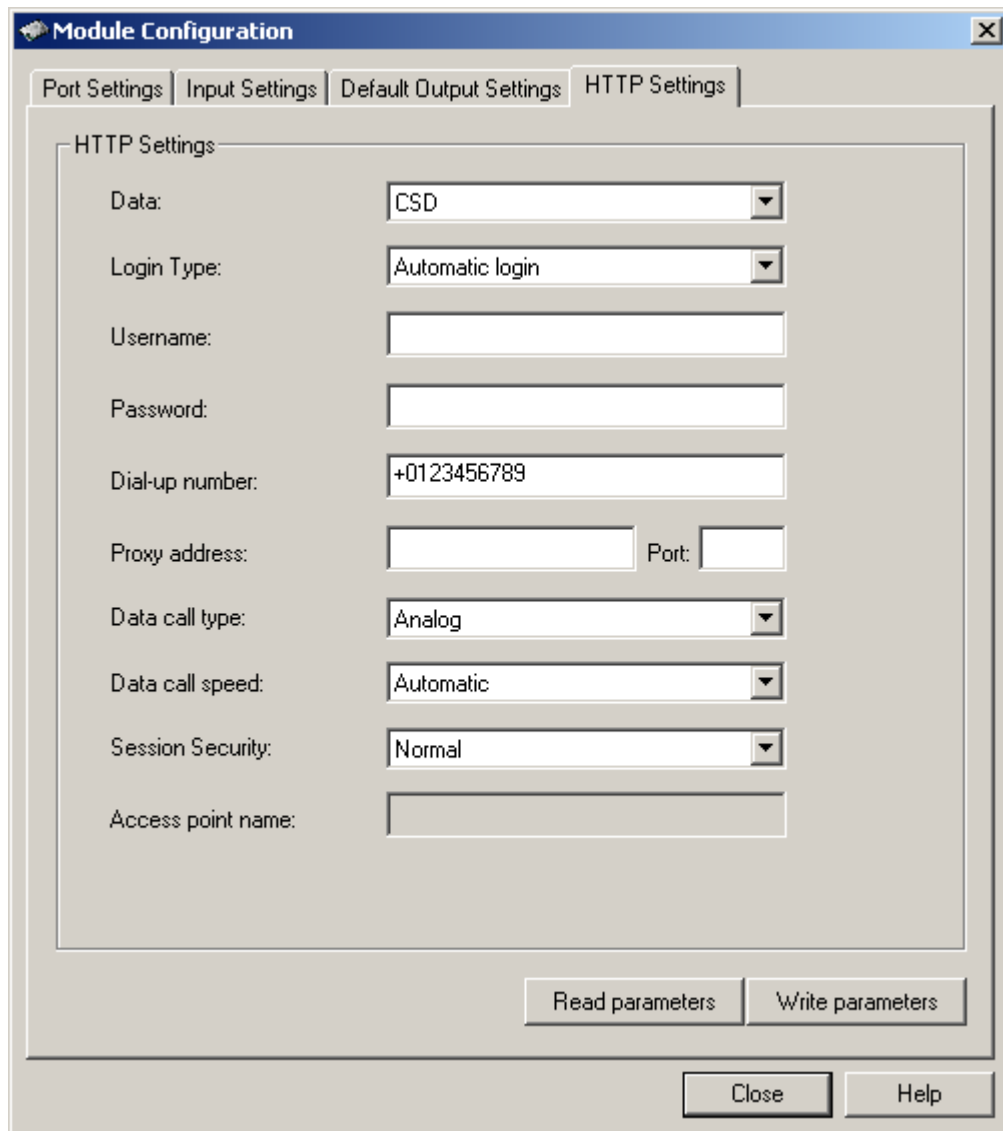 Module Configuration
Port Settings Input Settings Default Output Settings HTTP Settings
HTTP Settings
Data: CSD
Login Type: Automatic login
Username:
Password:
Dial-up number: +0123456789
Proxy address: Port:
Data call type: Analog
Data call speed: Automatic
Session Security: Normal
Access point name:
Read parameters Write parameters
Close Help